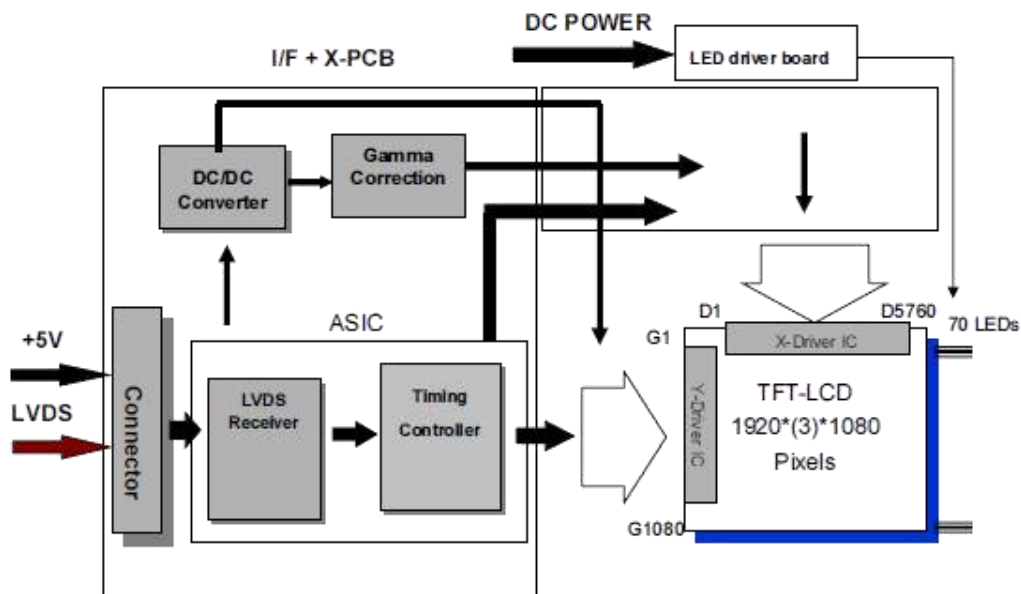 DC POWER
LED driver board
I/F + X-PCB
DC/DC
Converter
Gamma
Correction
+5V
LVDS
Connector
ASIC
LVDS
Receiver
Timing
Controller
D1
D5760
70 LEDs
G1
X-Driver IC
Y-Driver IC
TFT-LCD
1920*(3)*1080
Pixels
G1080